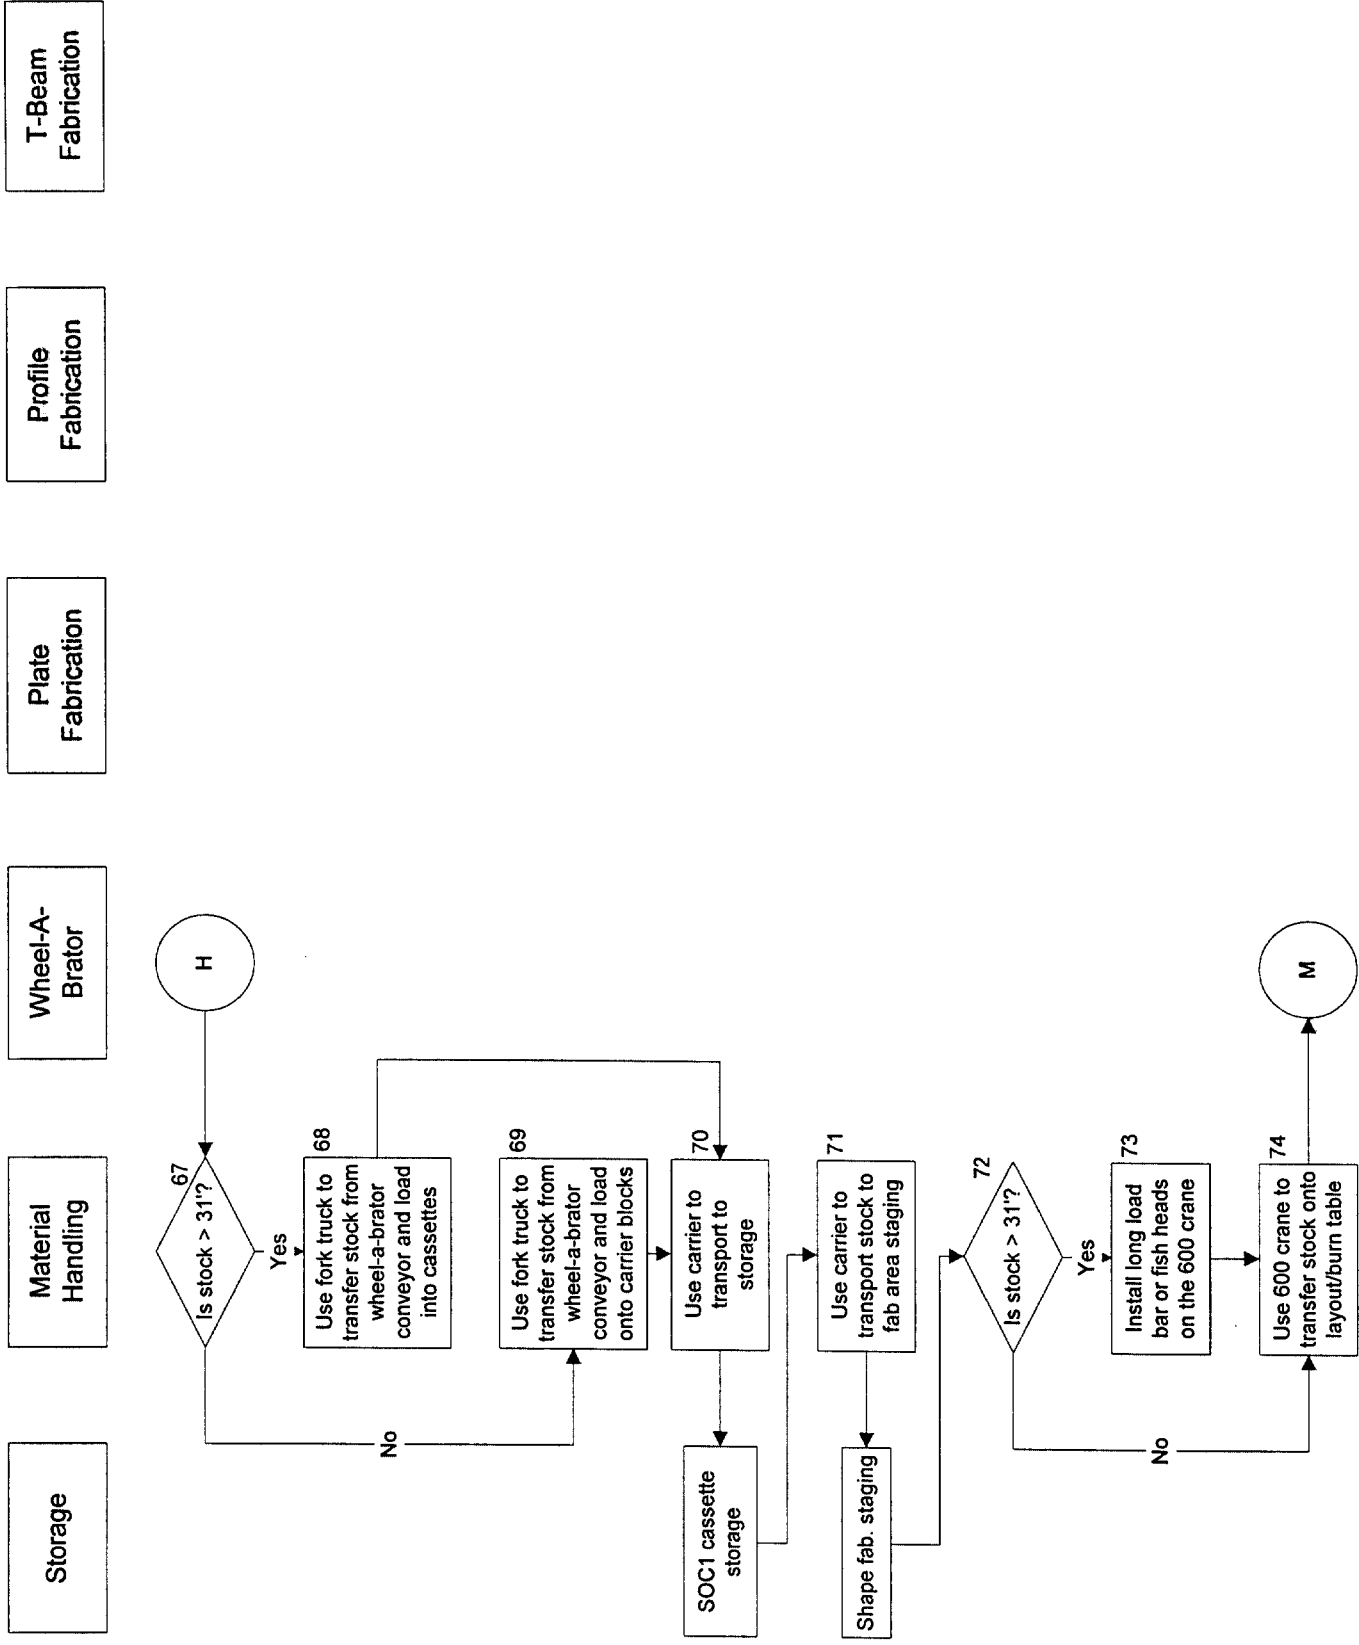 Storage
Material
Handling
Wheel-A-
Brator
Plate
Fabrication
Profile
Fabrication
T-Beam
Fabrication
H
67
Is stock > 31'?
Yes
No
68
Use fork truck to
transfer stock from
wheel-a-brator
conveyor and load
into cassettes
69
Use fork truck to
transfer stock from
wheel-a-brator
conveyor and load
onto carrier blocks
70
Use carrier to
transport to
storage
SOC1 cassette
storage
71
Use carrier to
transport stock to
fab area staging
Shape fab. staging
72
Is stock > 31'?
Yes
No
73
Install long load
bar or fish heads
on the 600 crane
74
Use 600 crane to
transfer stock onto
layout/burn table
M